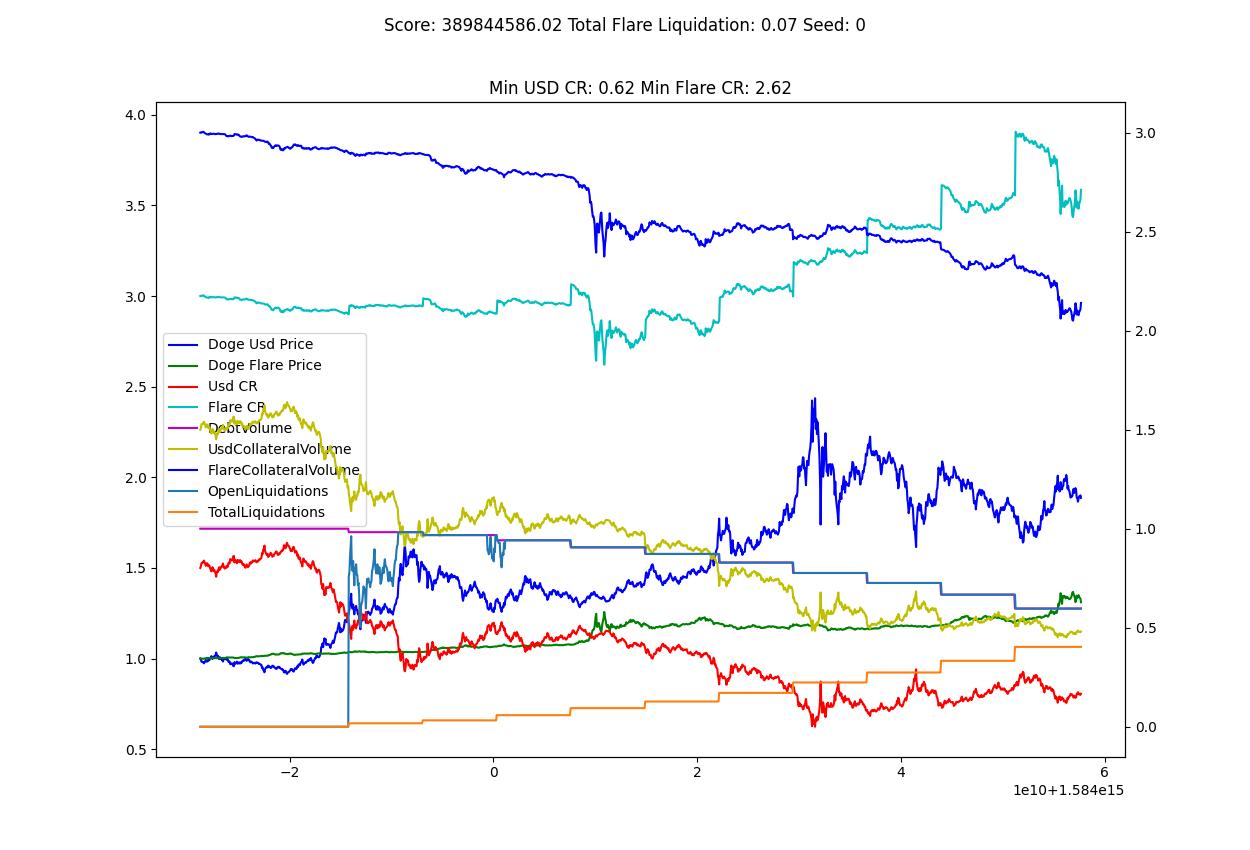 Score: 389844586.02 Total Flare Liquidation: 0.07 Seed: 0
Min USD CR: 0.62 Min Flare CR: 2.62
4.0
3.5
3.0
2.5
2.0
1.5
1.0
0.5
3.0
2.5
2.0
1.5
1.0
0.5
0.0
Doge Usd Price
Doge Flare Price
Usd CR
Flare CR
DebtVolume
UsdCollateralVolume
FlareCollateralVolume
OpenLiquidations
TotalLiquidations
−2 0 2 4 6
1e10+1.584e15